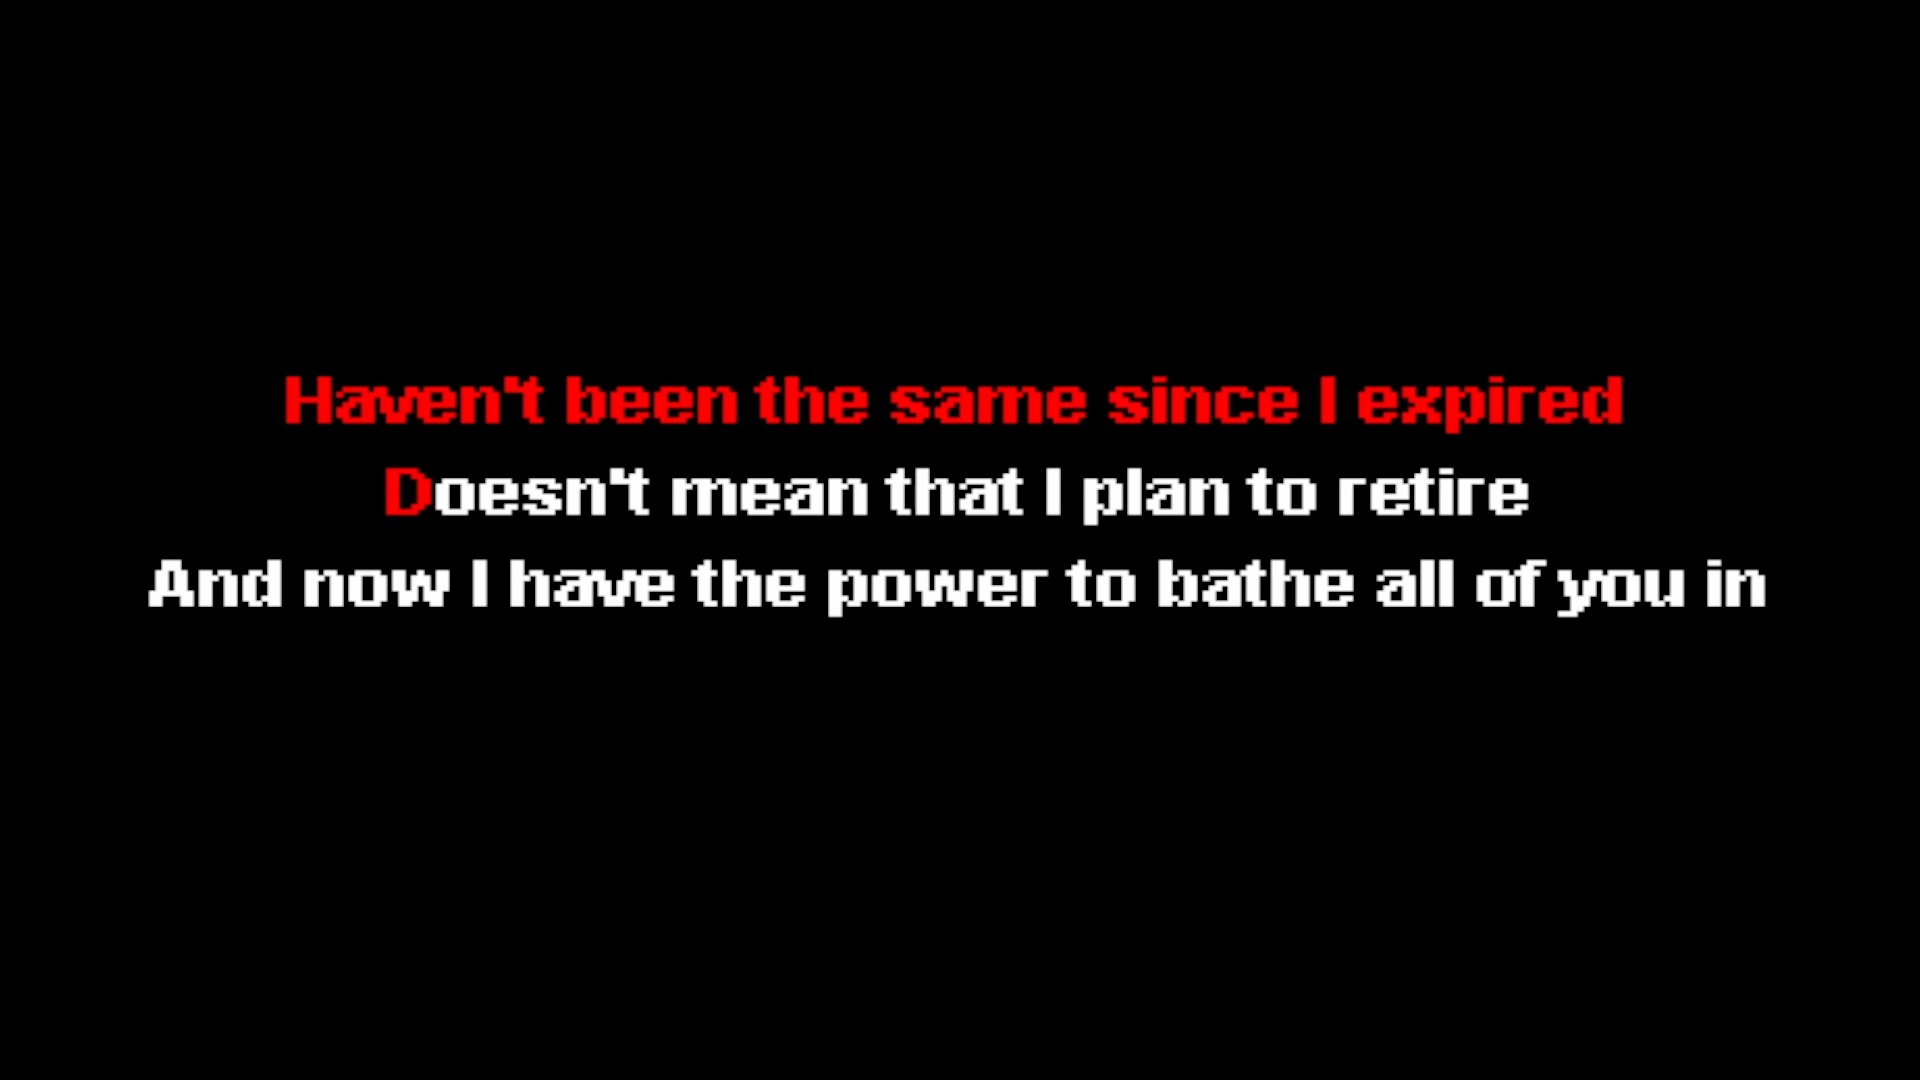 Haven't been the same since I expired
Doesn't mean that I plan to retire
And now I have the power to bathe all of you in